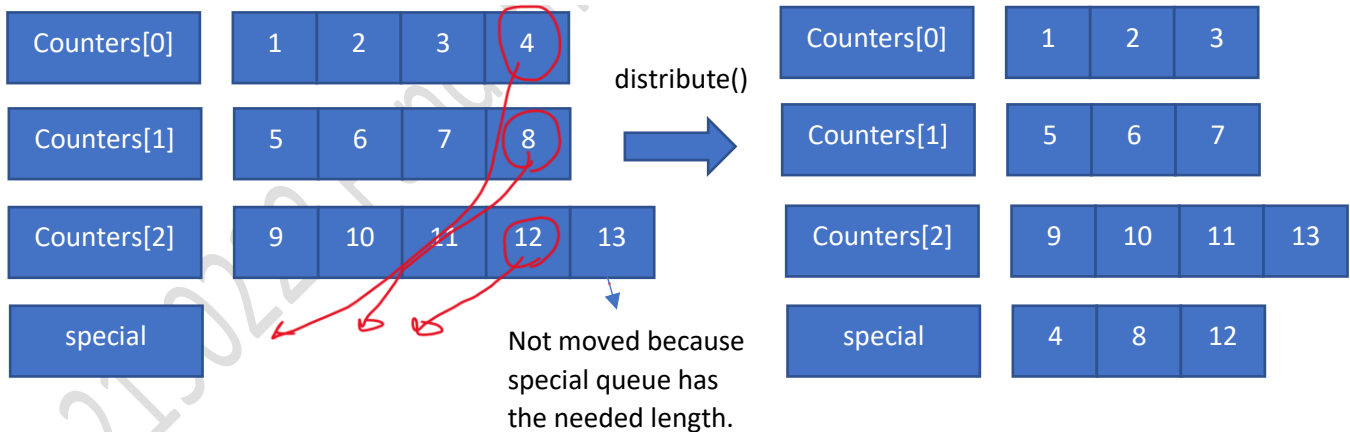 Counters[0] 1 2 3 4
Counters[1] 5 6 7 8
Counters[2] 9 10 11 12 13
special
distribute()
Not moved because
special queue has
the needed length.
Counters[0] 1 2 3
Counters[1] 5 6 7
Counters[2] 9 10 11 13
special 4 8 12